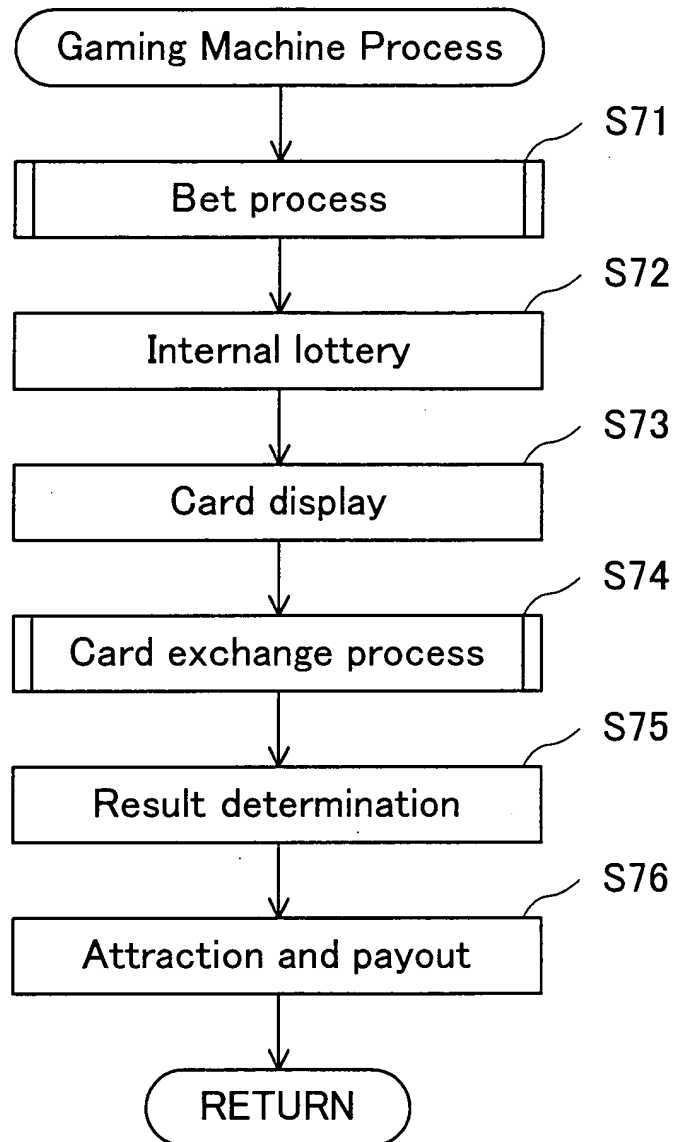 Gaming Machine Process
S71
Bet process
S72
Internal lottery
S73
Card display
S74
Card exchange process
S75
Result determination
S76
Attraction and payout
RETURN